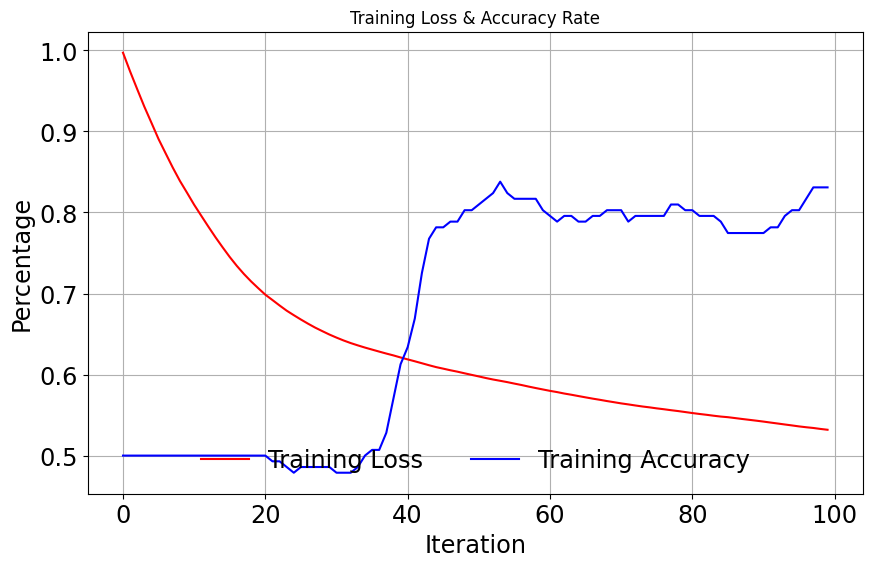 Training Loss & Accuracy Rate
1.0
0.9
0.8
0.7
0.6
0.5
Percentage
Training Loss
Training Accuracy
0 20 40 60 80 100
Iteration